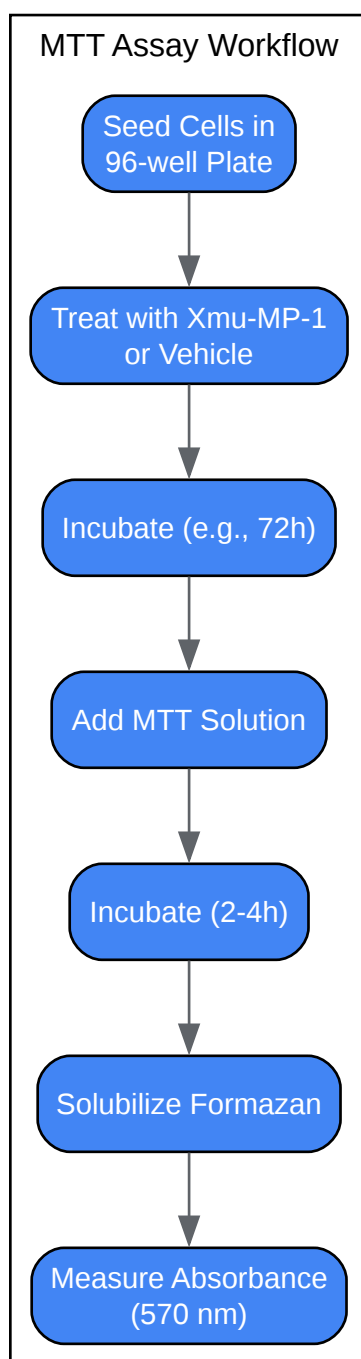 MTT Assay Workflow
Seed Cells in
96-well Plate
Treat with Xmu-MP-1
or Vehicle
Incubate (e.g., 72h)
Add MTT Solution
Incubate (2-4h)
Solubilize Formazan
Measure Absorbance
(570 nm)